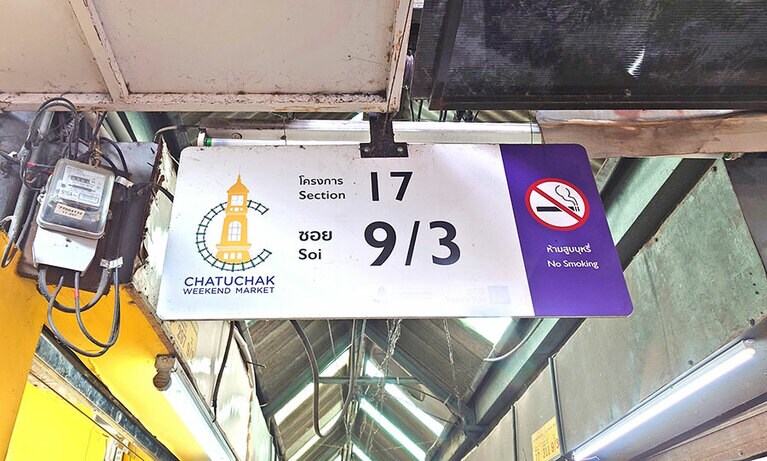 โครงการ
Section 17
ซอย
Soi 9/3
CHATUCHAK
WEEKEND MARKET
ห้ามสูบบุหรี่
No Smoking